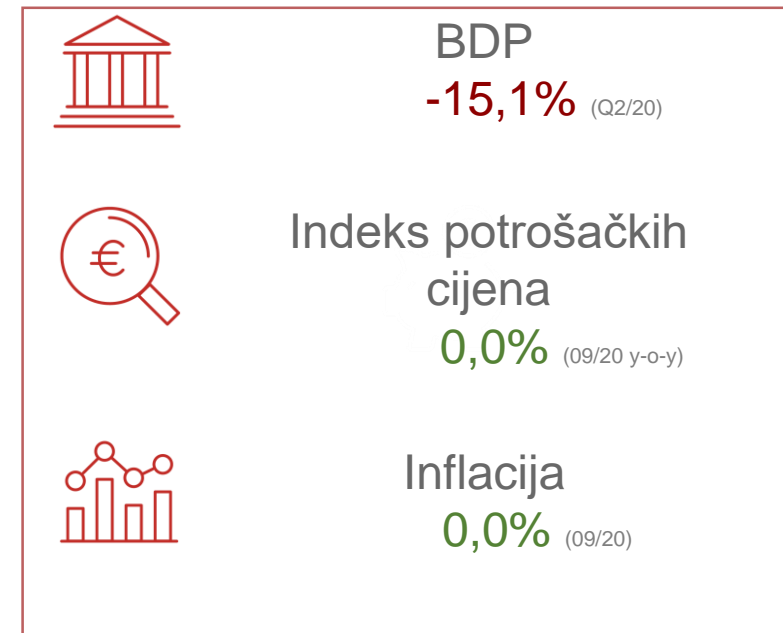 BDP
-15,1% (Q2/20)
€
Indeks potrošačkih
cijena
0,0% (09/20 y-o-y)
Inflacija
0,0% (09/20)